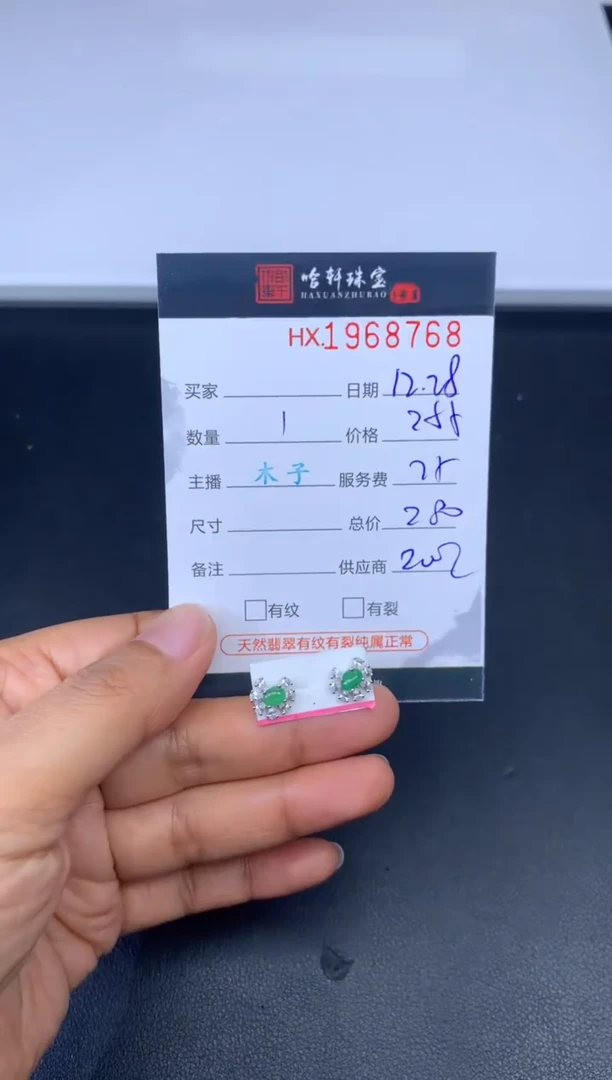 哈轩珠宝
HAXUANZHUBAO
HX.1968768
买家 日期 12.28
数量 1 价格 255
主播 木子 服务费 25
尺寸 总价 280
备注 供应商
有纹 有裂
天然翡翠有纹有裂纯属正常